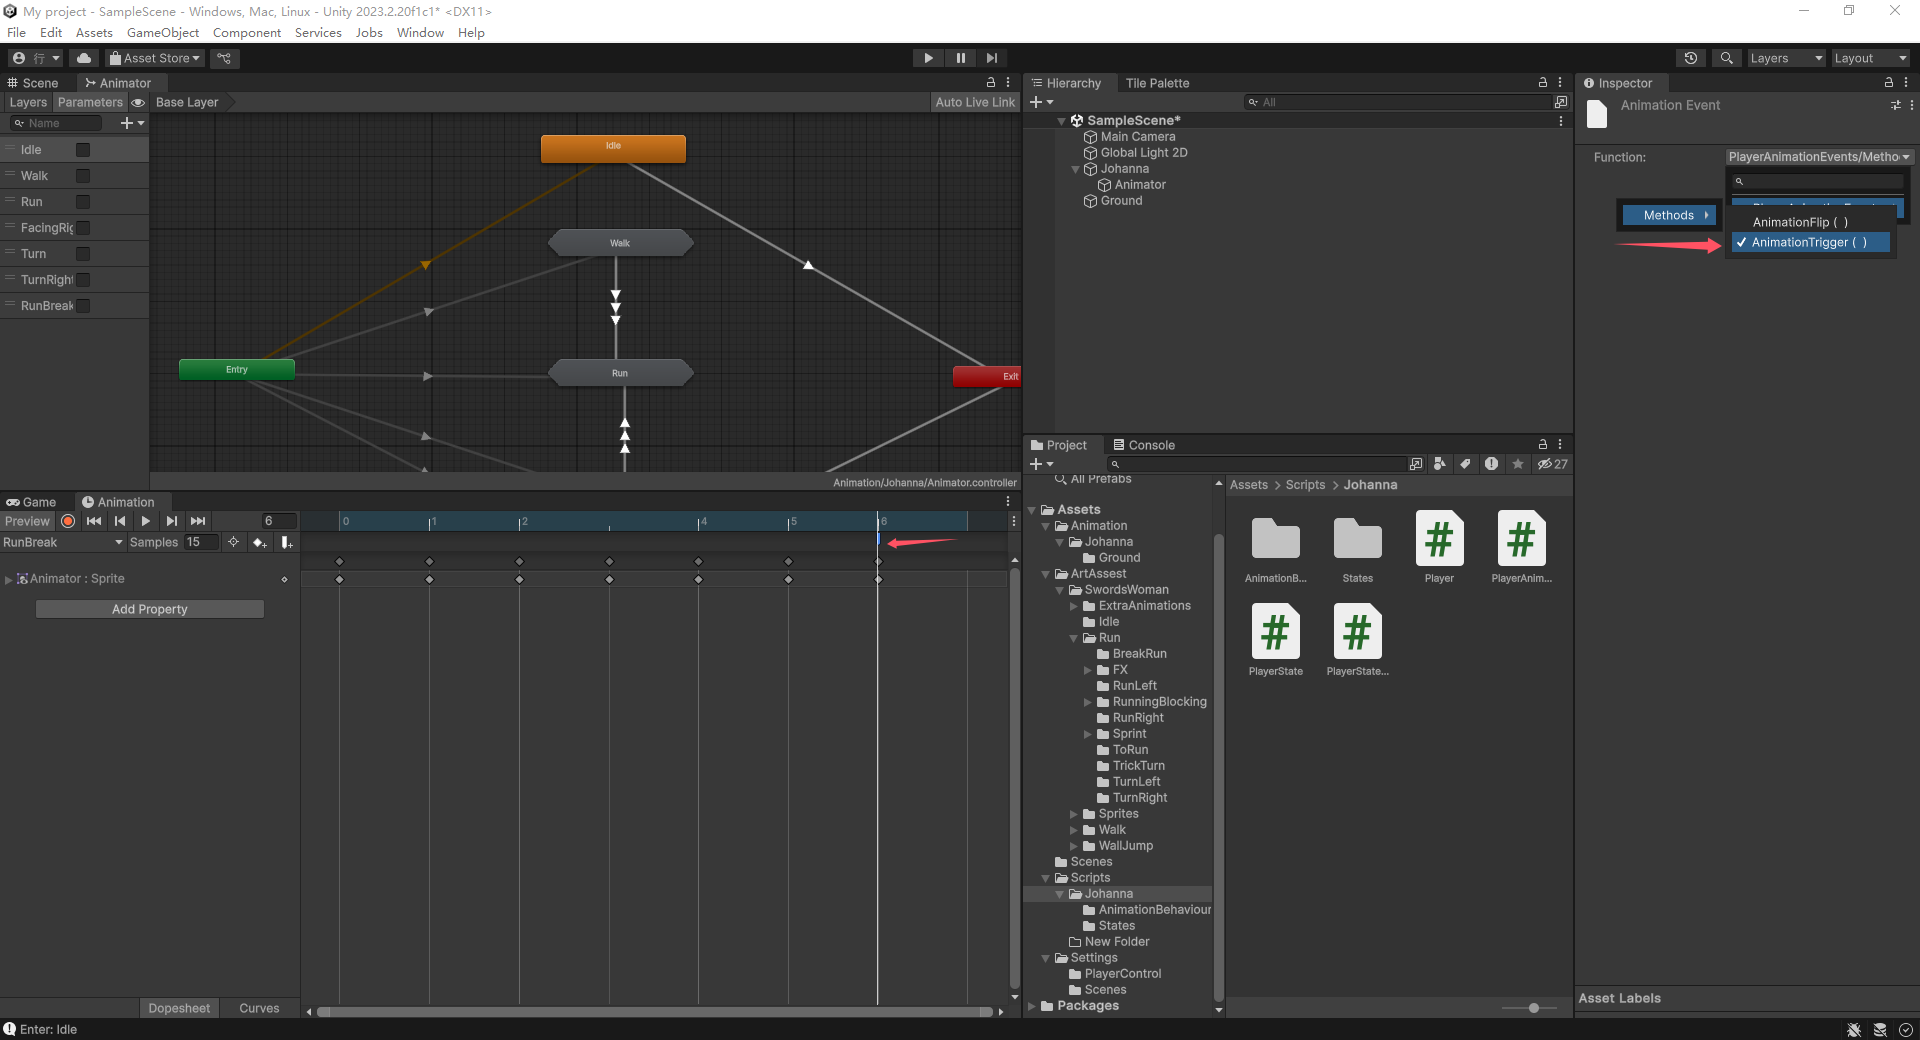 My project - SampleScene - Windows, Mac, Linux - Unity 2023.2.20f1c1* <DX11>
File Edit Assets GameObject Component Services Jobs Window Help
行 Asset Store Layers Layout
Scene Animator
Layers Parameters Base Layer Auto Live Link
Name
Idle
Walk
Run
FacingRig
Turn
TurnRight
RunBreak
Idle
Walk
Entry
Run
Exit
Animation/Johanna/Animator.controller
Game Animation
Preview 6
RunBreak Samples 15
0 1 2 4 5 6
Animator : Sprite
Add Property
Dopesheet Curves
Enter: Idle
Hierarchy Tile Palette
All
SampleScene*
Main Camera
Global Light 2D
Johanna
Animator
Ground
Project Console
27
All Prefabs
Assets
Animation
Johanna
Ground
ArtAssest
SwordsWoman
ExtraAnimations
Idle
Run
BreakRun
FX
RunLeft
RunningBlocking
RunRight
Sprint
ToRun
TrickTurn
TurnLeft
TurnRight
Sprites
Walk
WallJump
Scenes
Scripts
Johanna
AnimationBehaviour
States
New Folder
Settings
PlayerControl
Scenes
Packages
Assets > Scripts > Johanna
AnimationB...
States
Player
PlayerAnim...
PlayerState
PlayerState...
Inspector
Animation Event
Function: PlayerAnimationEvents/Metho
Methods
AnimationFlip ( )
AnimationTrigger ( )
Asset Labels